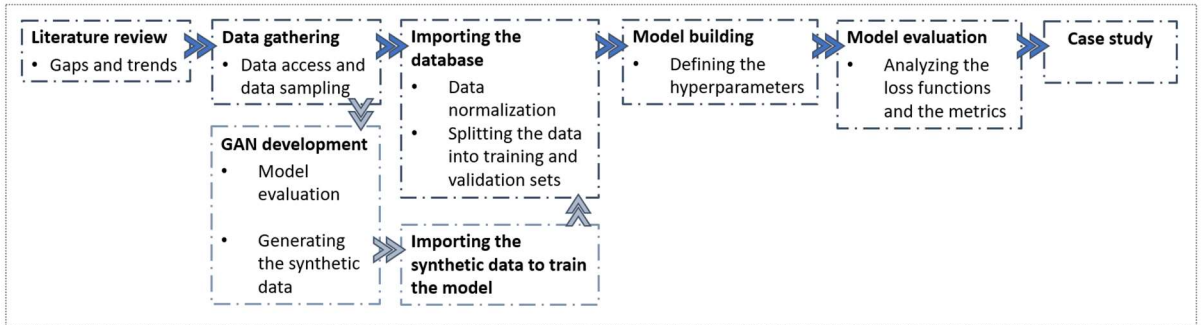 Literature review
• Gaps and trends
Data gathering
• Data access and
data sampling
GAN development
• Model
evaluation
• Generating
the synthetic
data
Importing the
database
• Data
normalization
• Splitting the data
into training and
validation sets
Importing the
synthetic data to train
the model
Model building
• Defining the
hyperparameters
Model evaluation
• Analyzing the
loss functions
and the metrics
Case study